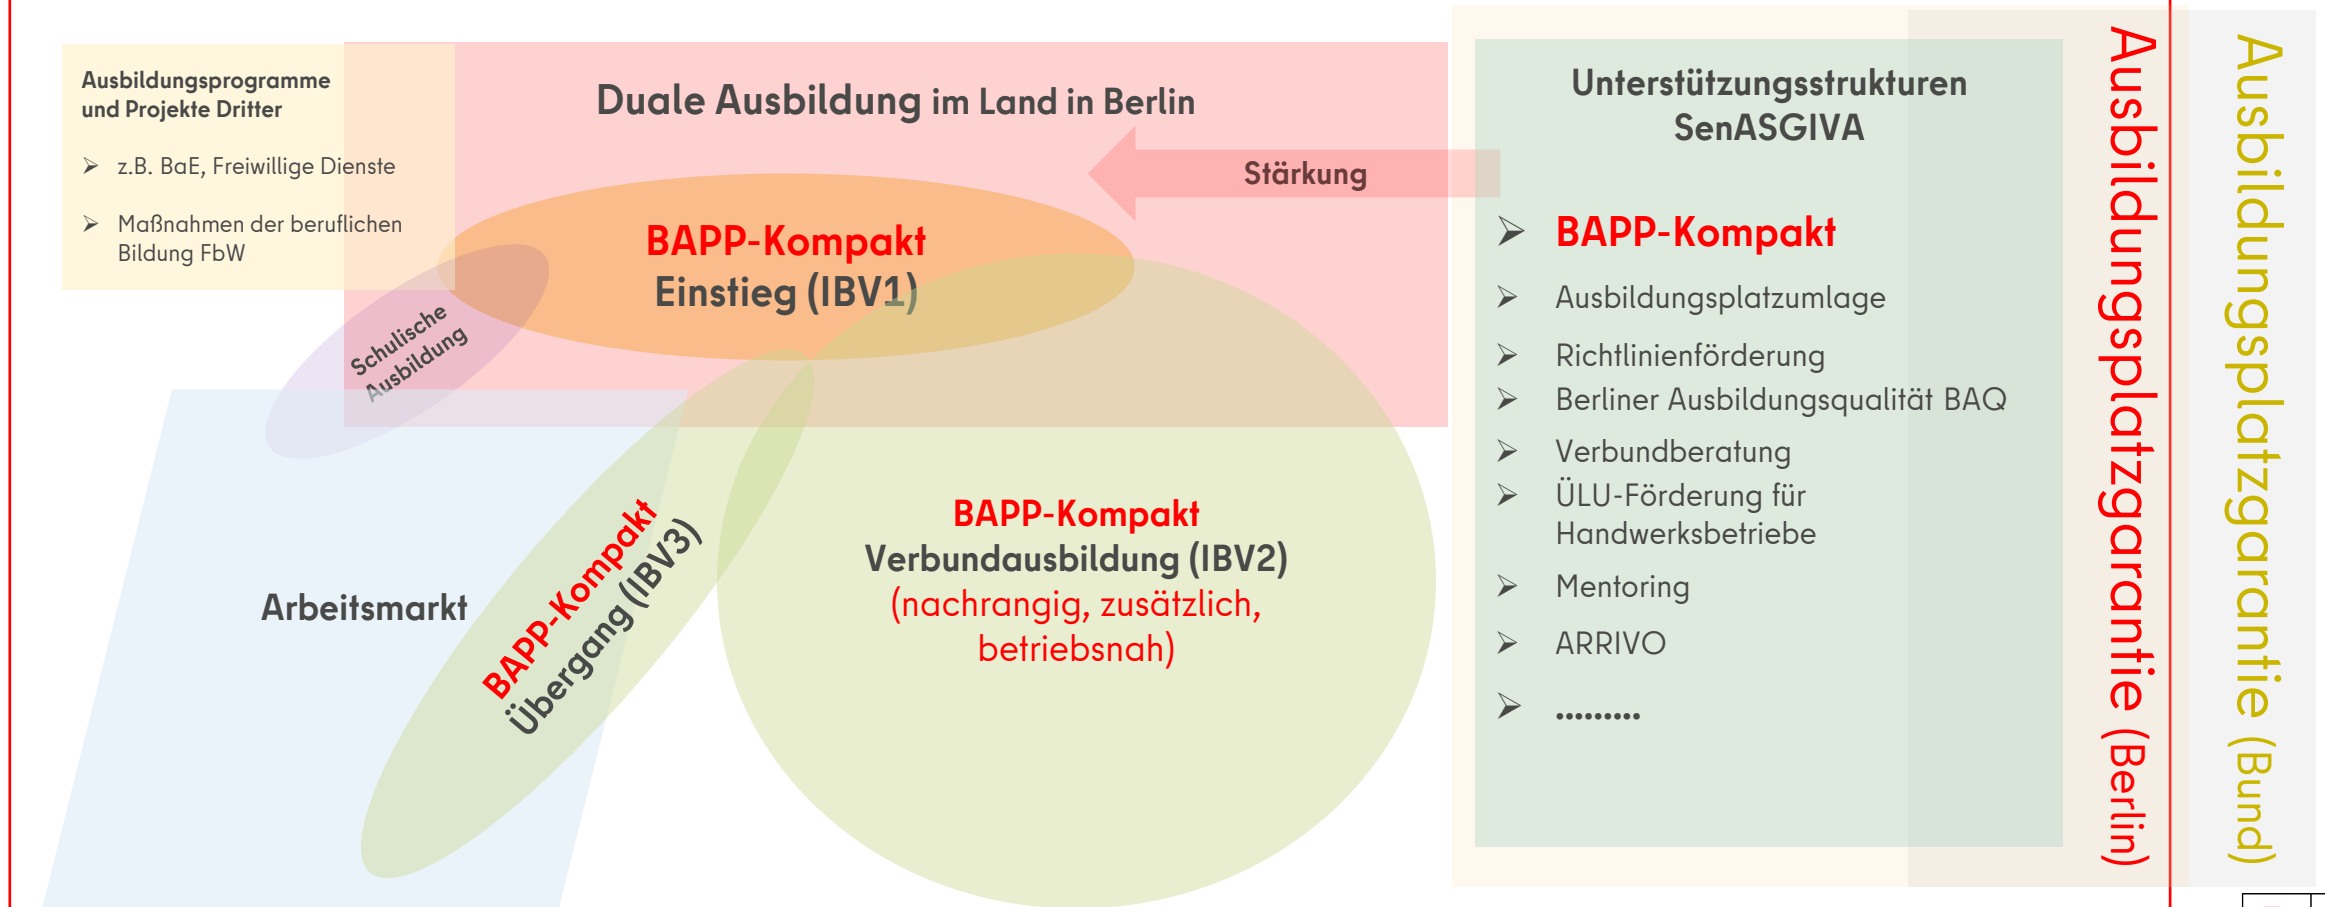 Ausbildungsprogramme
und Projekte Dritter
➢ z.B. BaE, Freiwillige Dienste
➢ Maßnahmen der beruflichen
Bildung FbW
Duale Ausbildung im Land in Berlin
Stärkung
BAPP-Kompakt
Einstieg (IBV1)
Schulische
Ausbildung
Arbeitsmarkt
BAPP-Kompakt
Übergang (IBV3)
BAPP-Kompakt
Verbundausbildung (IBV2)
(nachrangig, zusätzlich,
betriebsnah)
Unterstützungsstrukturen
SenASGIVA
➢ BAPP-Kompakt
➢ Ausbildungsplatzumlage
➢ Richtlinienförderung
➢ Berliner Ausbildungsqualität BAQ
➢ Verbundberatung
➢ ÜLU-Förderung für
Handwerksbetriebe
➢ Mentoring
➢ ARRIVO
➢ .........
Ausbildungsplatzgarantie (Berlin)
Ausbildungsplatzgarantie (Bund)